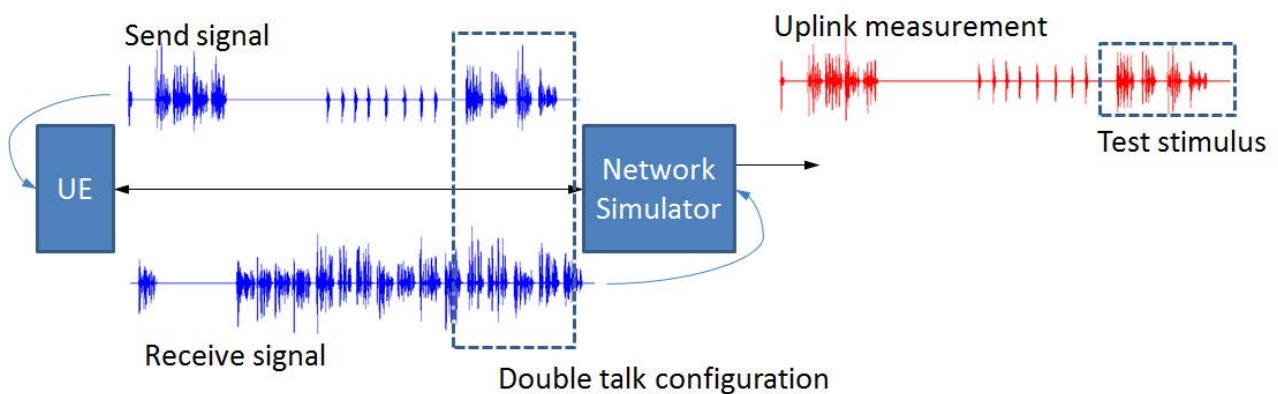 Send signal
Uplink measurement
Test stimulus
UE
Network
Simulator
Receive signal
Double talk configuration